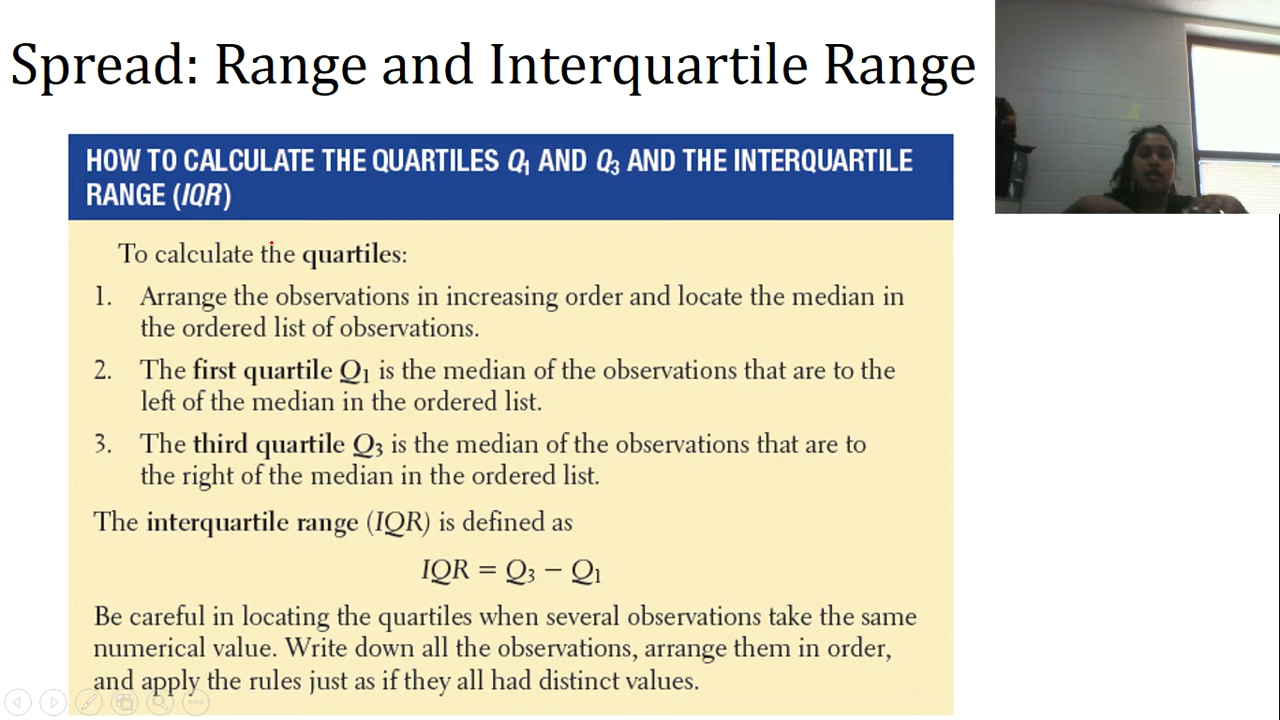 Spread: Range and Interquartile Range
HOW TO CALCULATE THE QUARTILES Q1 AND Q3 AND THE INTERQUARTILE
RANGE (IQR)
To calculate the quartiles:
1. Arrange the observations in increasing order and locate the median in
the ordered list of observations.
2. The first quartile Q1 is the median of the observations that are to the
left of the median in the ordered list.
3. The third quartile Q3 is the median of the observations that are to
the right of the median in the ordered list.
The interquartile range (IQR) is defined as
IQR = Q3 − Q1
Be careful in locating the quartiles when several observations take the same
numerical value. Write down all the observations, arrange them in order,
and apply the rules just as if they all had distinct values.